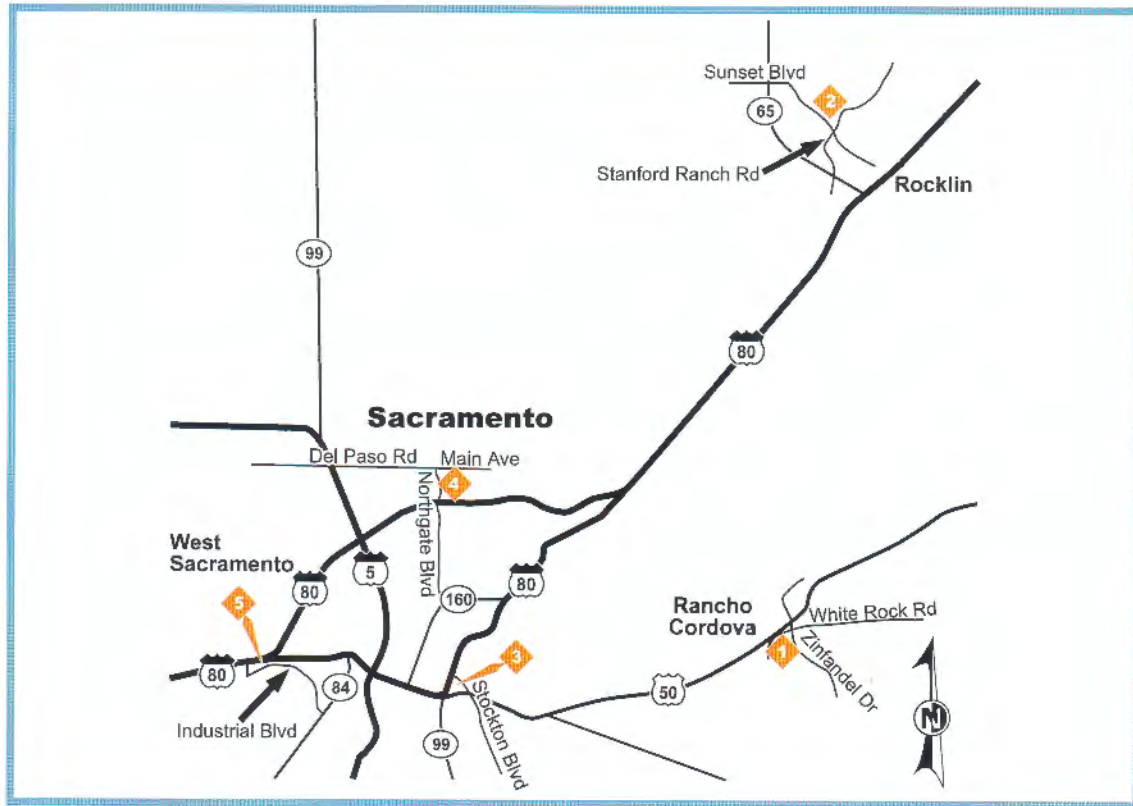 Sunset Blvd
2
65
Stanford Ranch Rd
Rocklin
99
80
Sacramento
Del Paso Rd
Main Ave
4
Northgate Blvd
West
Sacramento
5
80
80
5
160
Rancho
Cordova
White Rock Rd
1
Zinfandel Dr
3
80
84
50
Stockton Blvd
Industrial Blvd
99
N